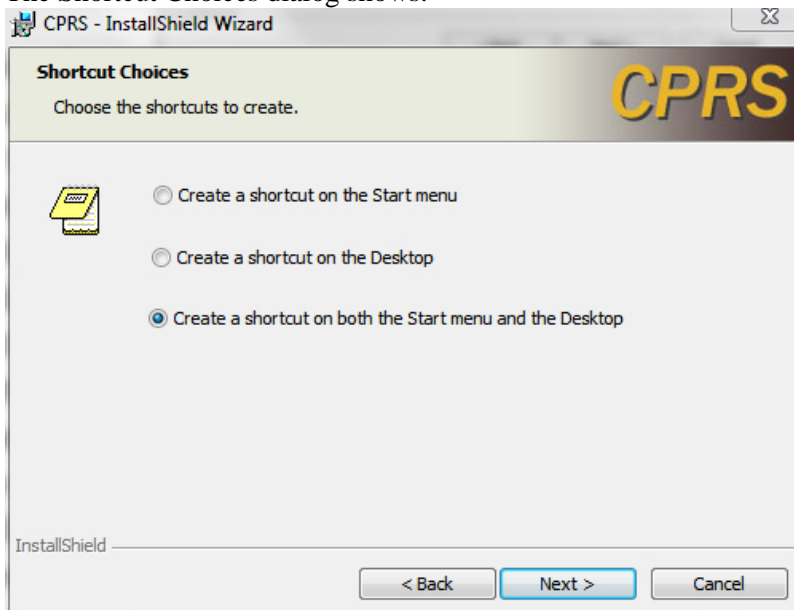 The Shortcut Choices dialog shows.
CPRS - InstallShield Wizard
Shortcut Choices
Choose the shortcuts to create.
CPRS
Create a shortcut on the Start menu
Create a shortcut on the Desktop
Create a shortcut on both the Start menu and the Desktop
InstallShield
< Back
Next >
Cancel